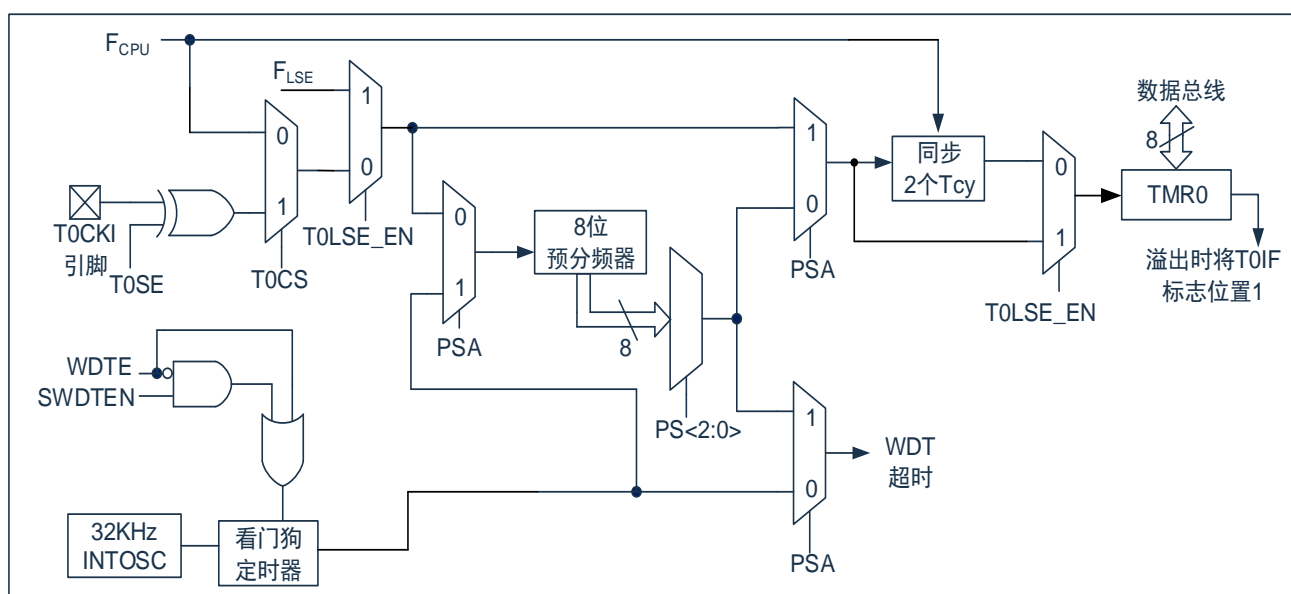 FCPU
FLSE
1
0
0
1
T0CKI
引脚
T0SE
T0CS
T0LSE_EN
0
1
PSA
8位
预分频器
8
PS<2:0>
1
0
PSA
同步
2个Tcy
0
1
T0LSE_EN
数据总线
8
TMR0
溢出时将T0IF
标志位置1
WDTE
SWDTEN
32KHz
INTOSC
看门狗
定时器
1
0
PSA
WDT
超时